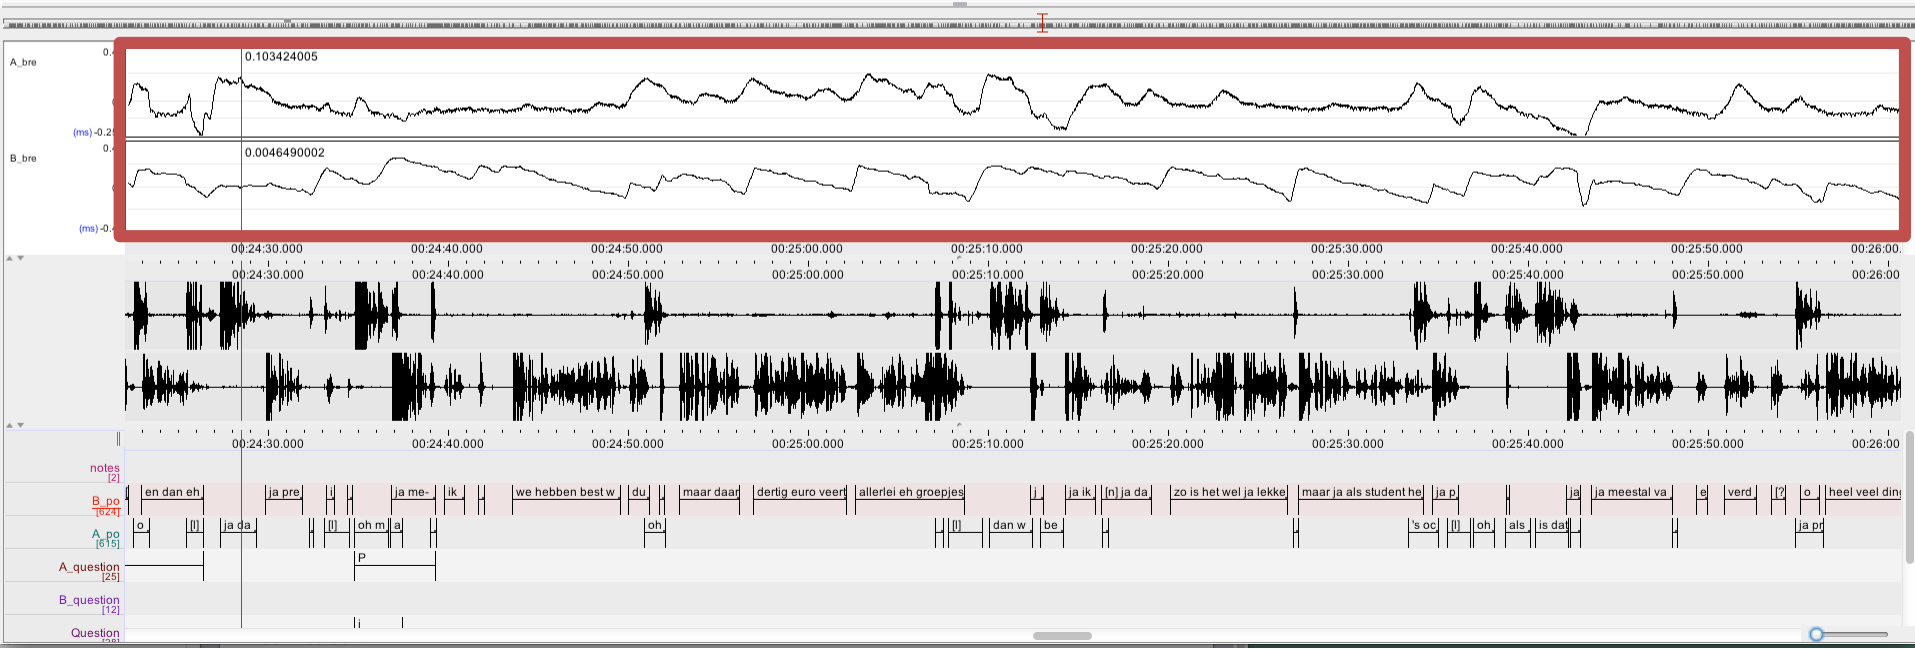 0.
A_bre
0.103424005
(ms) -0.25
0.
B_bre
0.0046490002
(ms) -0.
00:24:30.000 00:24:40.000 00:24:50.000 00:25:00.000 00:25:10.000 00:25:20.000 00:25:30.000 00:25:40.000 00:25:50.000 00:26:00.
00:24:30.000 00:24:40.000 00:24:50.000 00:25:00.000 00:25:10.000 00:25:20.000 00:25:30.000 00:25:40.000 00:25:50.000 00:26:00
00:24:30.000 00:24:40.000 00:24:50.000 00:25:00.000 00:25:10.000 00:25:20.000 00:25:30.000 00:25:40.000 00:25:50.000 00:26:00
notes
[2]
B_po en dan eh ja pre i ja me- ik we hebben best w du maar daar dertig euro veert allerlei eh groepjes j ja ik [n] ja da zo is het wel ja lekke maar ja als student he ja p ja ja meestal va e verd [? o heel veel din
[624]
A_po o [l] ja da [l] oh m a oh [l] dan w be 's oc [l] oh als is dat ja pr
[615]
A_question P
[25]
B_question
[12]
Question i